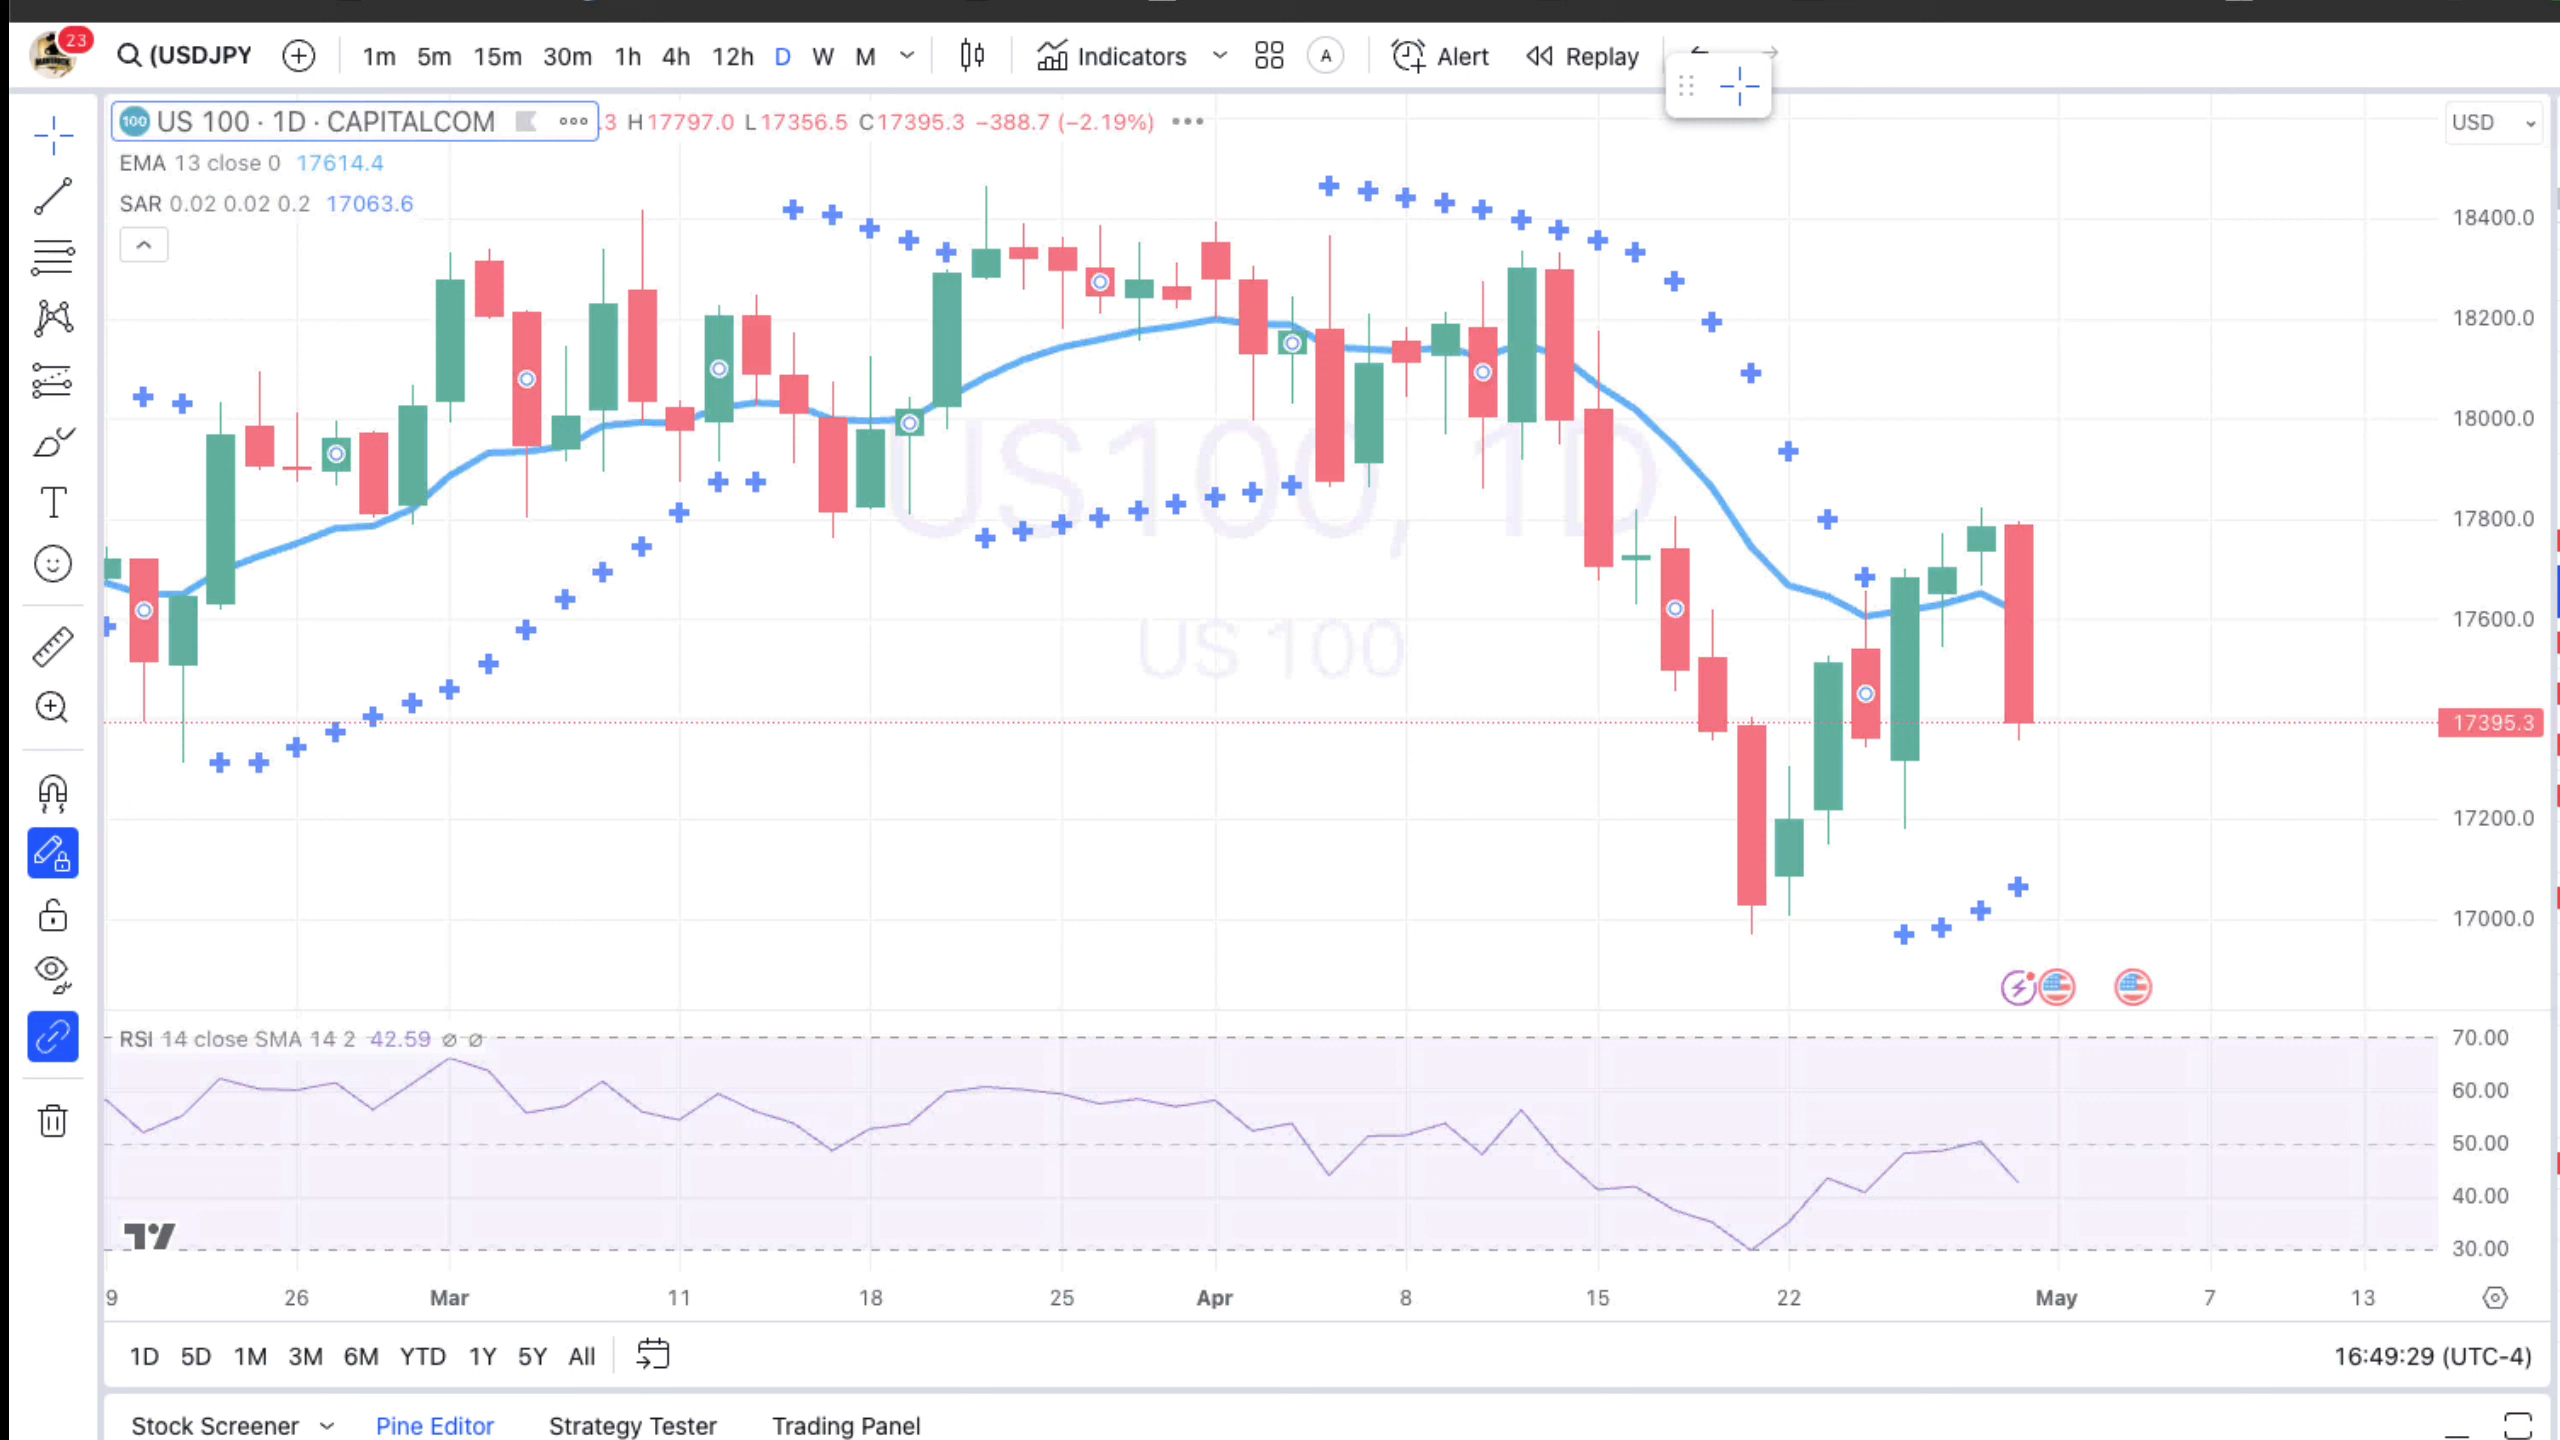 23
(USDJPY
1m 5m 15m 30m 1h 4h 12h D W M
Indicators
A
Alert
Replay
100 US 100 · 1D · CAPITALCOM .3 H17797.0 L17356.5 C17395.3 −388.7 (−2.19%)
USD
EMA 13 close 0 17614.4
SAR 0.02 0.02 0.2 17063.6
18400.0
18200.0
18000.0
17800.0
17600.0
17395.3
17200.0
17000.0
US100, 1D
US 100
RSI 14 close SMA 14 2 42.59 ∅ ∅
70.00
60.00
50.00
40.00
30.00
9 26 Mar 11 18 25 Apr 8 15 22 May 7 13
1D 5D 1M 3M 6M YTD 1Y 5Y All
16:49:29 (UTC-4)
Stock Screener Pine Editor Strategy Tester Trading Panel